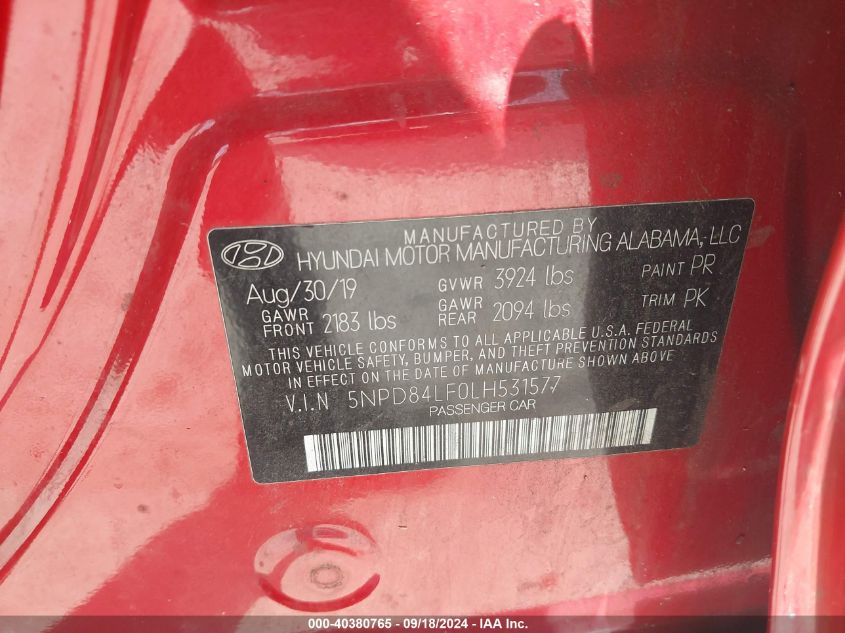 MANUFACTURED BY
HYUNDAI MOTOR MANUFACTURING ALABAMA, LLC
Aug/30/19 GVWR 3924 lbs PAINT PR
GAWR FRONT 2183 lbs GAWR REAR 2094 lbs TRIM PK
THIS VEHICLE CONFORMS TO ALL APPLICABLE U.S.A. FEDERAL
MOTOR VEHICLE SAFETY, BUMPER, AND THEFT PREVENTION STANDARDS
IN EFFECT ON THE DATE OF MANUFACTURE SHOWN ABOVE
V.I.N 5NPD84LF0LH531577
PASSENGER CAR
000-40380765 - 09/18/2024 - IAA Inc.